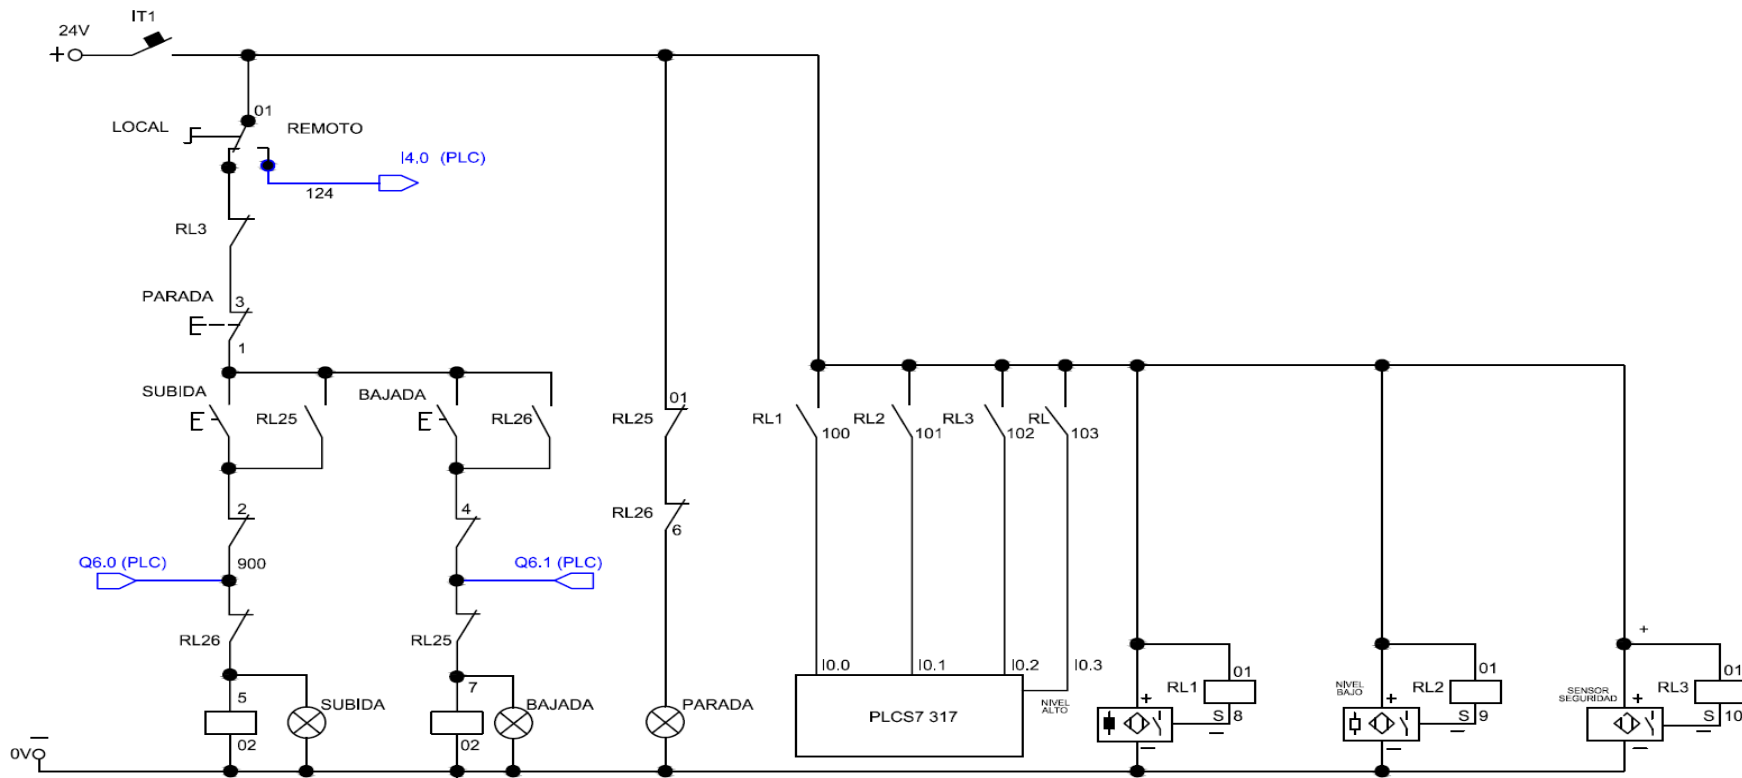 IT1
24V
+
01
LOCAL
REMOTO
I4,0 (PLC)
124
RL3
PARADA
3
1
SUBIDA
RL25
BAJADA
RL26
RL25
01
RL1
100
RL2
101
RL3
102
RL
103
2
4
RL26
6
Q6.0 (PLC)
900
Q6.1 (PLC)
RL26
RL25
I0.0
I0.1
I0.2
I0.3
+
5
SUBIDA
7
BAJADA
PARADA
PLCS7 317
NIVEL
ALTO
RL1
01
+
S
8
–
–
NIVEL
BAJO
RL2
01
+
S
9
–
–
SENSOR
SEGURIDAD
RL3
01
+
S
10
–
–
02
02
–
0V